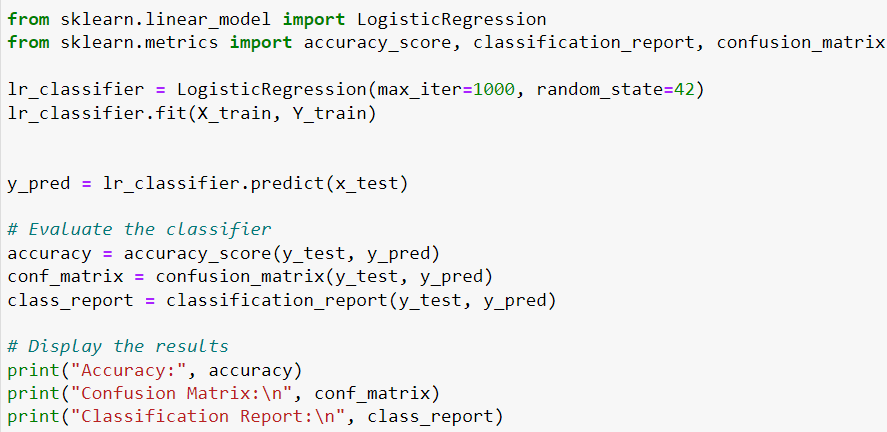 from sklearn.linear_model import LogisticRegression
from sklearn.metrics import accuracy_score, classification_report, confusion_matrix
lr_classifier = LogisticRegression(max_iter=1000, random_state=42)
lr_classifier.fit(X_train, Y_train)
y_pred = lr_classifier.predict(x_test)
# Evaluate the classifier
accuracy = accuracy_score(y_test, y_pred)
conf_matrix = confusion_matrix(y_test, y_pred)
class_report = classification_report(y_test, y_pred)
# Display the results
print("Accuracy:", accuracy)
print("Confusion Matrix:\n", conf_matrix)
print("Classification Report:\n", class_report)